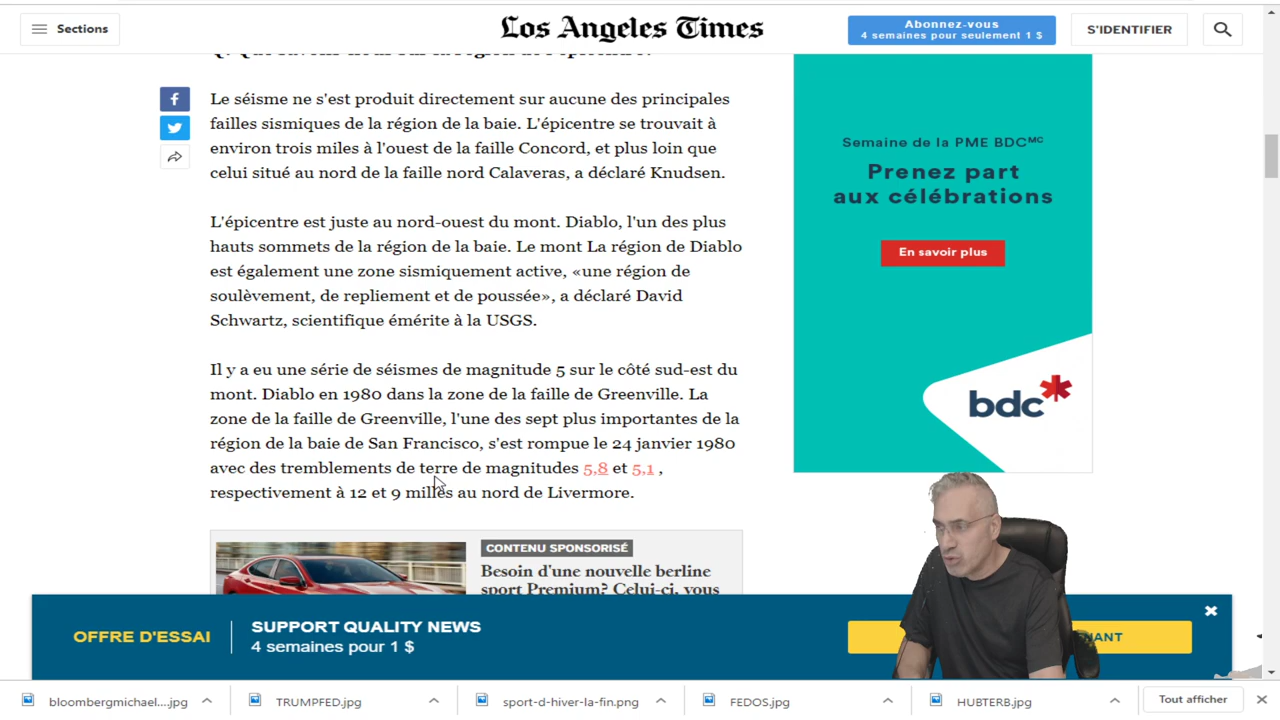 Sections
Los Angeles Times
Abonnez-vous
4 semaines pour seulement 1 $
S'IDENTIFIER
Le séisme ne s'est produit directement sur aucune des principales
failles sismiques de la région de la baie. L'épicentre se trouvait à
environ trois miles à l'ouest de la faille Concord, et plus loin que
celui situé au nord de la faille nord Calaveras, a déclaré Knudsen.
L'épicentre est juste au nord-ouest du mont. Diablo, l'un des plus
hauts sommets de la région de la baie. Le mont La région de Diablo
est également une zone sismiquement active, «une région de
soulèvement, de repliement et de poussée», a déclaré David
Schwartz, scientifique émérite à la USGS.
Il y a eu une série de séismes de magnitude 5 sur le côté sud-est du
mont. Diablo en 1980 dans la zone de la faille de Greenville. La
zone de la faille de Greenville, l'une des sept plus importantes de la
région de la baie de San Francisco, s'est rompue le 24 janvier 1980
avec des tremblements de terre de magnitudes 5,8 et 5,1 ,
respectivement à 12 et 9 milles au nord de Livermore.
Semaine de la PME BDCMC
Prenez part
aux célébrations
En savoir plus
bdc
CONTENU SPONSORISÉ
Besoin d'une nouvelle berline
sport Premium? Celui-ci, vous
OFFRE D'ESSAI
SUPPORT QUALITY NEWS
4 semaines pour 1 $
bloombergmichael....jpg
TRUMPFED.jpg
sport-d-hiver-la-fin.png
FEDOS.jpg
HUBTERB.jpg
Tout afficher